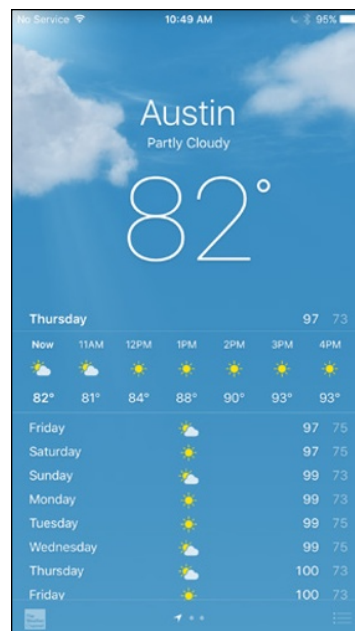 No Service 10:49 AM 95%
Austin
Partly Cloudy
82°
Thursday 97 73
Now 11AM 12PM 1PM 2PM 3PM 4PM
82° 81° 84° 88° 90° 93° 93°
Friday 97 75
Saturday 97 75
Sunday 99 73
Monday 99 73
Tuesday 99 75
Wednesday 99 75
Thursday 100 73
Friday 100 73